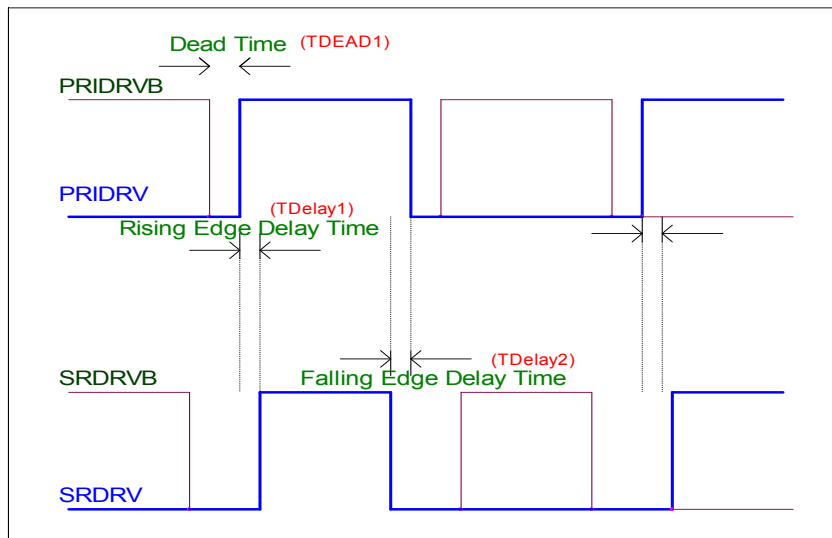 Dead Time (TDEAD1)
PRIDRVB
PRIDRV
(TDelay1)
Rising Edge Delay Time
(TDelay2)
SRDRVB
Falling Edge Delay Time
SRDRV